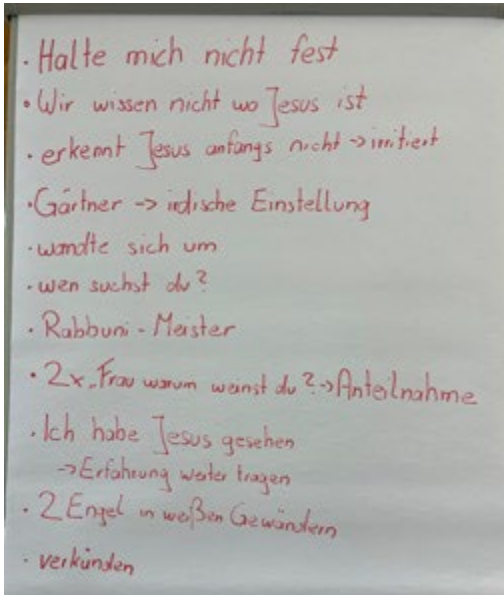 · Halte mich nicht fest
· Wir wissen nicht wo Jesus ist
· erkennt Jesus anfangs nicht -> irritiert
· Gärtner -> irdische Einstellung
· wandte sich um
· wen suchst du?
· Rabbuni - Meister
· 2x „Frau warum weinst du? -> Anteilnahme
· Ich habe Jesus gesehen
-> Erfahrung weiter tragen
· 2 Engel in weißen Gewändern
· verkünden